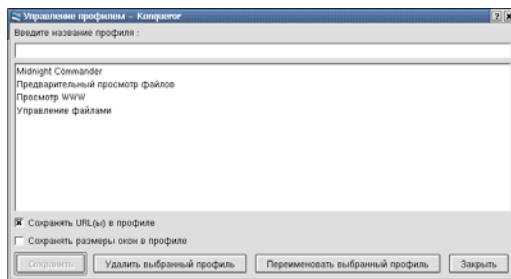 Управление профилем - Konqueror
Введите название профиля :
Midnight Commander
Предварительный просмотр файлов
Просмотр WWW
Управление файлами
Сохранять URL(ы) в профиле
Сохранять размеры окон в профиле
Сохранить Удалить выбранный профиль Переименовать выбранный профиль Закрыть